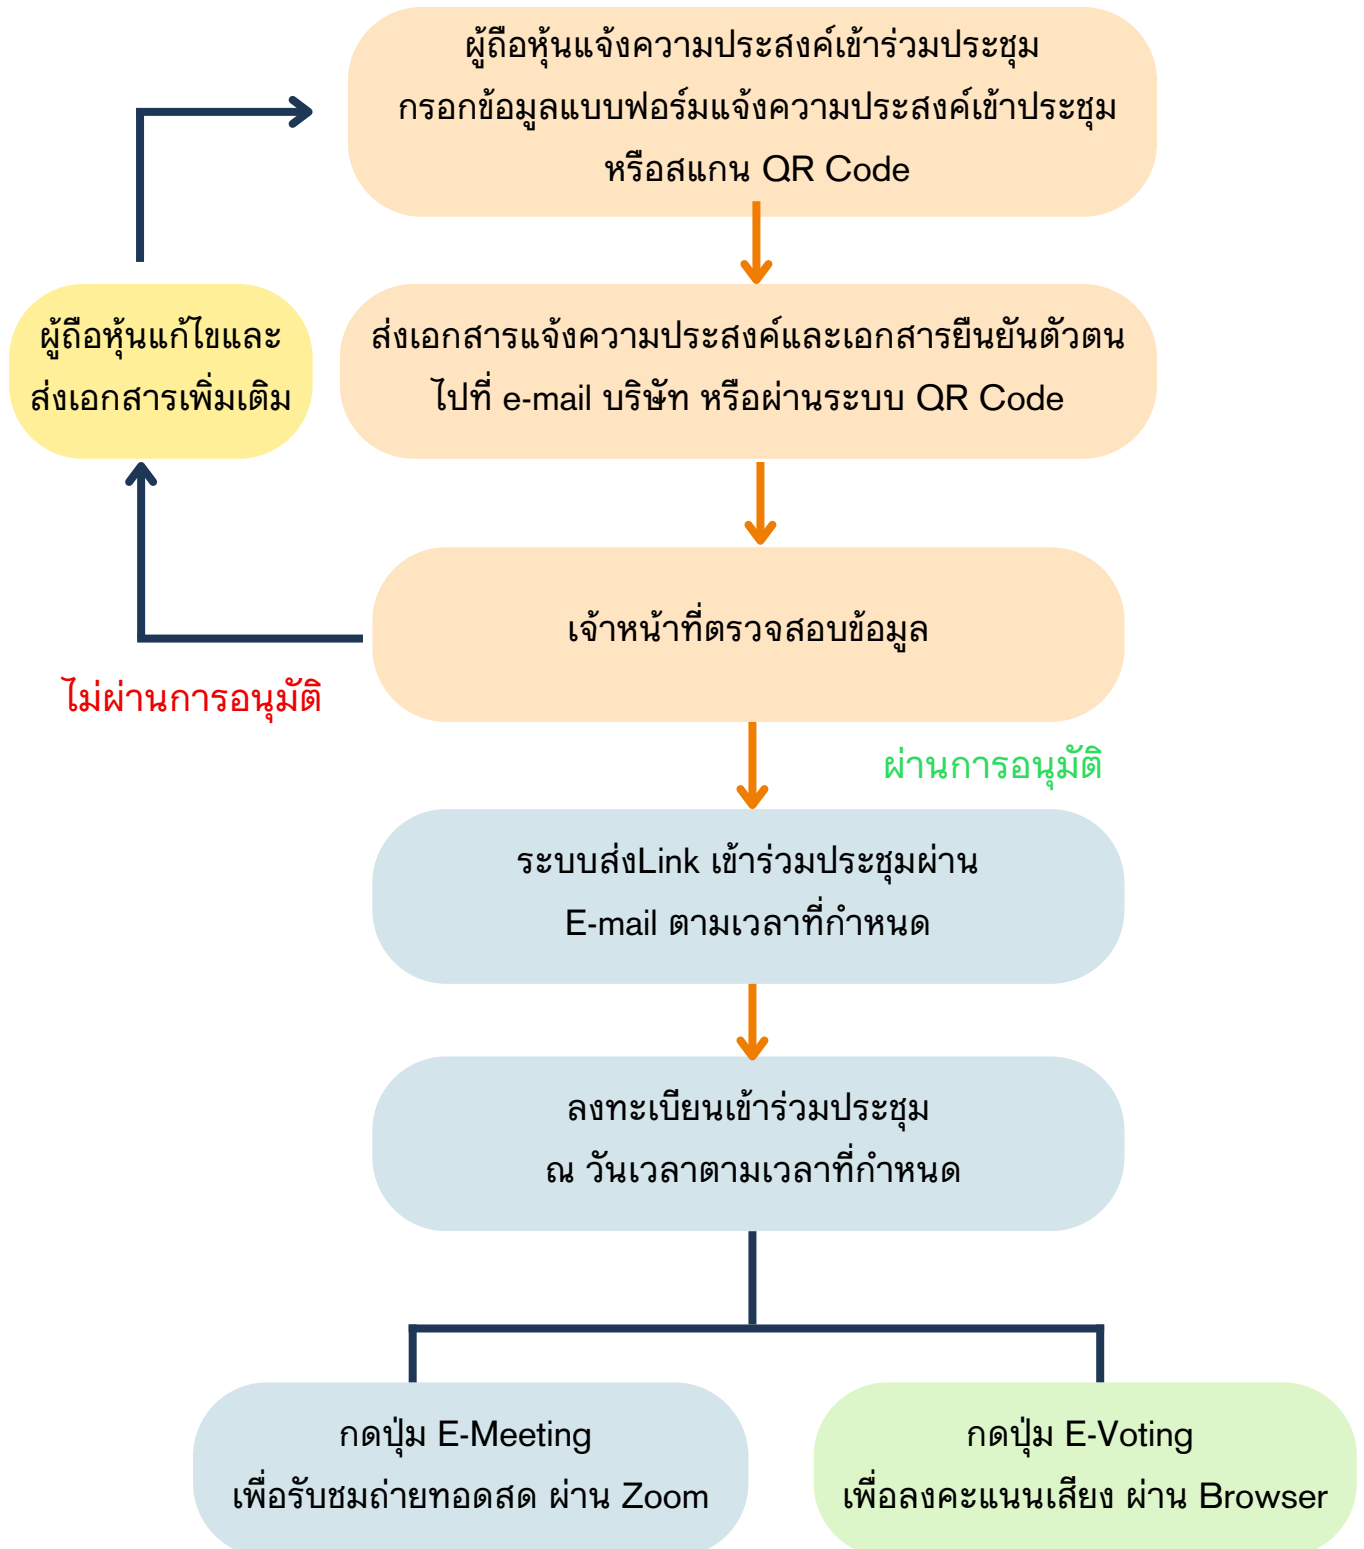 ผู้ถือหุ้นแจ้งความประสงค์เข้าร่วมประชุม
กรอกข้อมูลแบบฟอร์มแจ้งความประสงค์เข้าประชุม
หรือสแกน QR Code
ผู้ถือหุ้นแก้ไขและ
ส่งเอกสารเพิ่มเติม
ส่งเอกสารแจ้งความประสงค์และเอกสารยืนยันตัวตน
ไปที่ e-mail บริษัท หรือผ่านระบบ QR Code
เจ้าหน้าที่ตรวจสอบข้อมูล
ไม่ผ่านการอนุมัติ
ผ่านการอนุมัติ
ระบบส่งLink เข้าร่วมประชุมผ่าน
E-mail ตามเวลาที่กำหนด
ลงทะเบียนเข้าร่วมประชุม
ณ วันเวลาตามเวลาที่กำหนด
กดปุ่ม E-Meeting
เพื่อรับชมถ่ายทอดสด ผ่าน Zoom
กดปุ่ม E-Voting
เพื่อลงคะแนนเสียง ผ่าน Browser